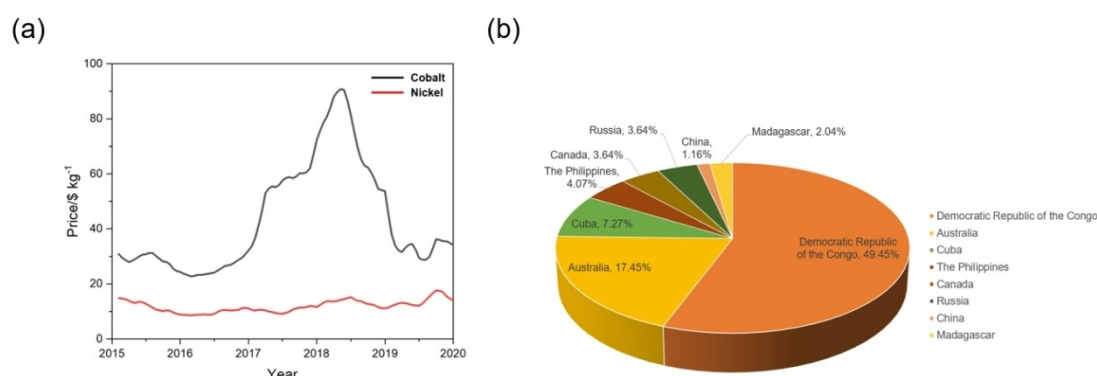 (a)
(b)
100
80
60
40
20
0
Price/$ kg-1
Cobalt
Nickel
2015
2016
2017
2018
2019
2020
Year
Russia, 3.64%
China,
1.16%
Madagascar, 2.04%
Canada, 3.64%
The Philippines,
4.07%
Cuba, 7.27%
Australia, 17.45%
Democratic Republic
of the Congo, 49.45%
Democratic Republic of the Congo
Australia
Cuba
The Philippines
Canada
Russia
China
Madagascar